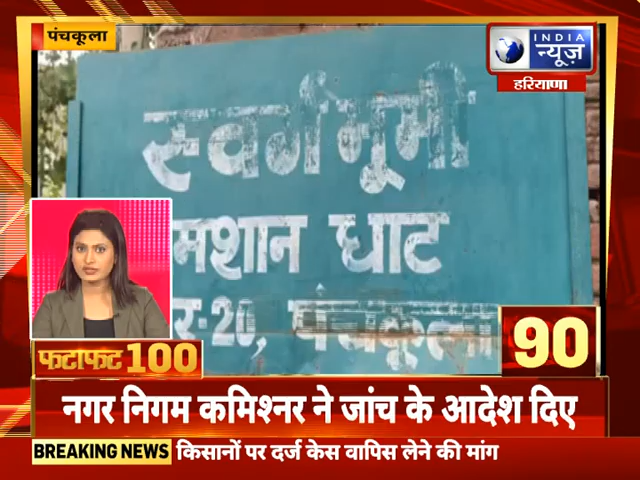 पंचकूला
INDIA
न्यूज़
हरियाणा
स्वर्ग भूमी
मशान घाट
र-20, पंचकूला
फटाफट 100
90
नगर निगम कमिश्नर ने जांच के आदेश दिए
BREAKING NEWS किसानों पर दर्ज केस वापिस लेने की मांग